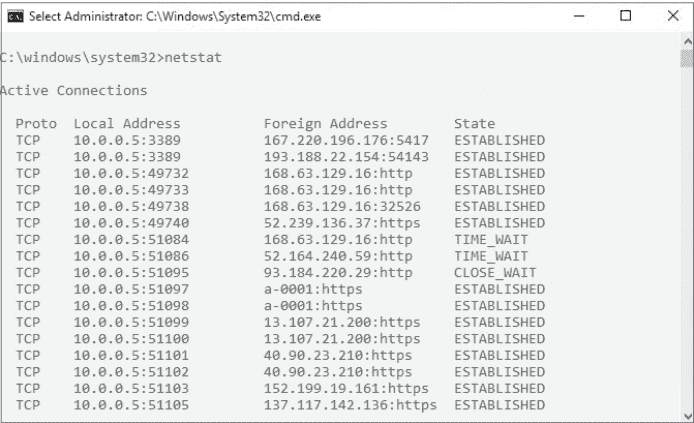 Select Administrator: C:\Windows\System32\cmd.exe
C:\windows\system32>netstat
Active Connections
Proto Local Address Foreign Address State
TCP 10.0.0.5:3389 167.220.196.176:5417 ESTABLISHED
TCP 10.0.0.5:3389 193.188.22.154:54143 ESTABLISHED
TCP 10.0.0.5:49732 168.63.129.16:http ESTABLISHED
TCP 10.0.0.5:49733 168.63.129.16:http ESTABLISHED
TCP 10.0.0.5:49738 168.63.129.16:32526 ESTABLISHED
TCP 10.0.0.5:49740 52.239.136.37:https ESTABLISHED
TCP 10.0.0.5:51084 168.63.129.16:http TIME_WAIT
TCP 10.0.0.5:51086 52.164.240.59:http TIME_WAIT
TCP 10.0.0.5:51095 93.184.220.29:http CLOSE_WAIT
TCP 10.0.0.5:51097 a-0001:https ESTABLISHED
TCP 10.0.0.5:51098 a-0001:https ESTABLISHED
TCP 10.0.0.5:51099 13.107.21.200:https ESTABLISHED
TCP 10.0.0.5:51100 13.107.21.200:https ESTABLISHED
TCP 10.0.0.5:51101 40.90.23.210:https ESTABLISHED
TCP 10.0.0.5:51102 40.90.23.210:https ESTABLISHED
TCP 10.0.0.5:51103 152.199.19.161:https ESTABLISHED
TCP 10.0.0.5:51105 137.117.142.136:https ESTABLISHED